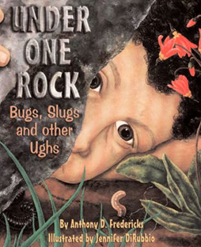 UNDER
ONE
ROCK
Bugs, Slugs
and other
Ughs
By Anthony D. Fredericks
Illustrated by Jennifer DiRubbio